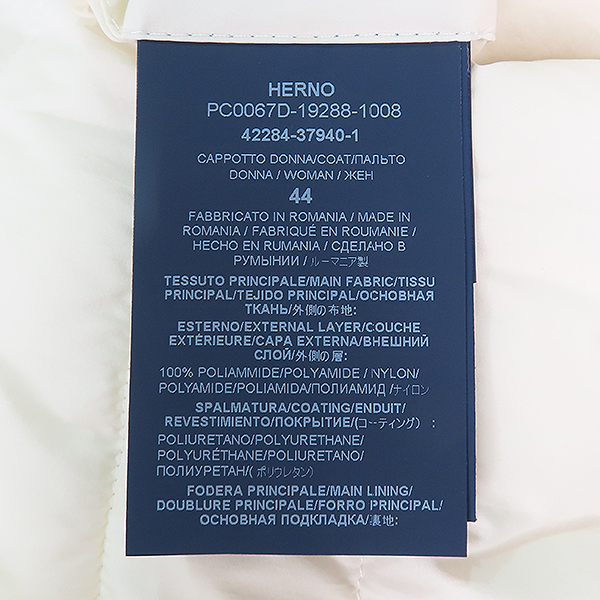 HERNO
PC0067D-19288-1008
42284-37940-1
CAPPOTTO DONNA/COAT/ПАЛЬТО
DONNA / WOMAN / ЖЕН
44
FABBRICATO IN ROMANIA / MADE IN
ROMANIA / FABRIQUÉ EN ROUMANIE /
HECHO EN RUMANIA / СДЕЛАНО В
РУМЫНИИ / ルーマニア製
TESSUTO PRINCIPALE/MAIN FABRIC/TISSU
PRINCIPAL/TEJIDO PRINCIPAL/ОСНОВНАЯ
ТКАНЬ/外側の布地:
ESTERNO/EXTERNAL LAYER/COUCHE
EXTÉRIEURE/CAPA EXTERNA/ВНЕШНИЙ
СЛОЙ/外側の層:
100% POLIAMMIDE/POLYAMIDE / NYLON/
POLYAMIDE/POLIAMIDA/ПОЛИАМИД /ナイロン
SPALMATURA/COATING/ENDUIT/
REVESTIMIENTO/ПОКРЫТИЕ/(コーティング) :
POLIURETANO/POLYURETHANE/
POLYURÉTHANE/POLIURETANO/
ПОЛИУРЕТАН/( ポリウレタン)
FODERA PRINCIPALE/MAIN LINING/
DOUBLURE PRINCIPALE/FORRO PRINCIPAL/
ОСНОВНАЯ ПОДКЛАДКА/裏地: